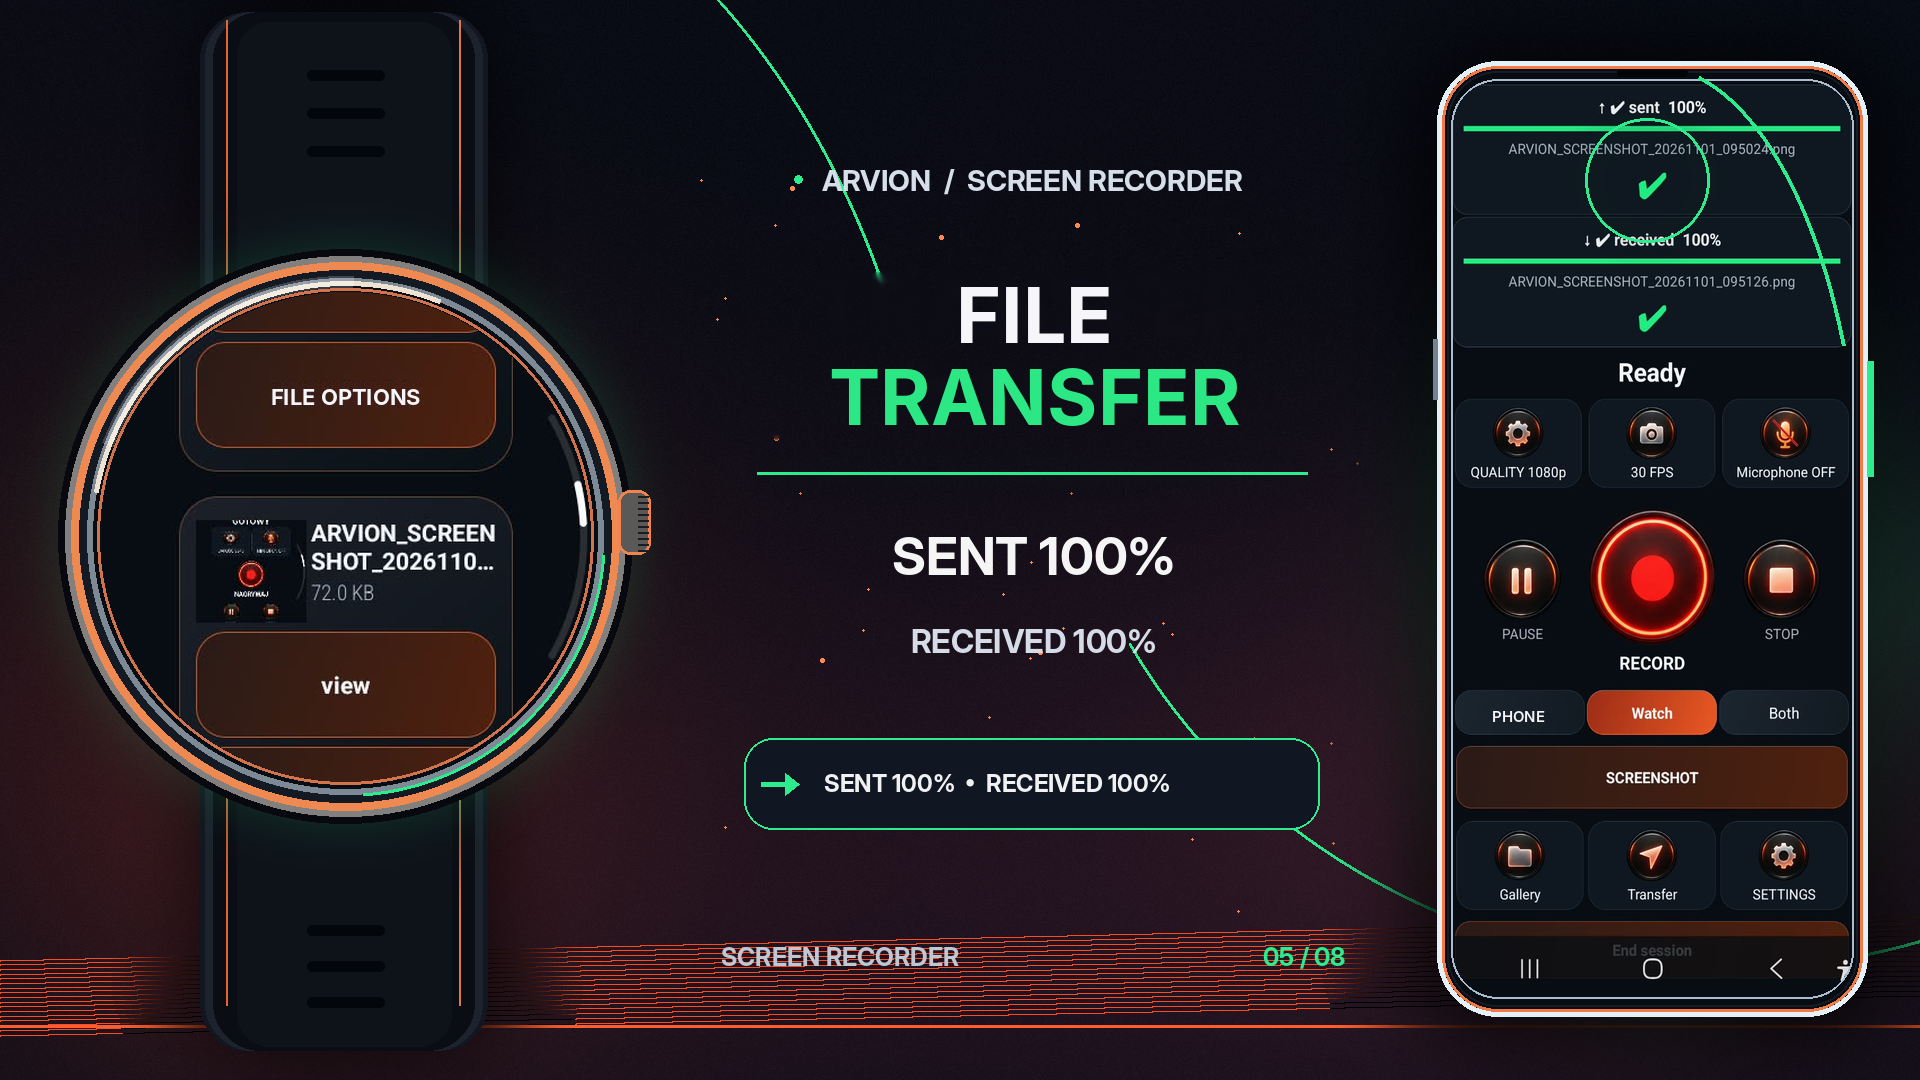 FILE OPTIONS
GOTOWY
NAGRYWAJ
ARVION_SCREEN
SHOT_2026110...
72.0 KB
view
ARVION / SCREEN RECORDER
FILE
TRANSFER
SENT 100%
RECEIVED 100%
SENT 100% • RECEIVED 100%
SCREEN RECORDER
05 / 08
↑ ✔ sent 100%
ARVION_SCREENSHOT_20261101_095024.png
↓ ✔ received 100%
ARVION_SCREENSHOT_20261101_095126.png
Ready
QUALITY 1080p
30 FPS
Microphone OFF
PAUSE
STOP
RECORD
PHONE
Watch
Both
SCREENSHOT
Gallery
Transfer
SETTINGS
End session